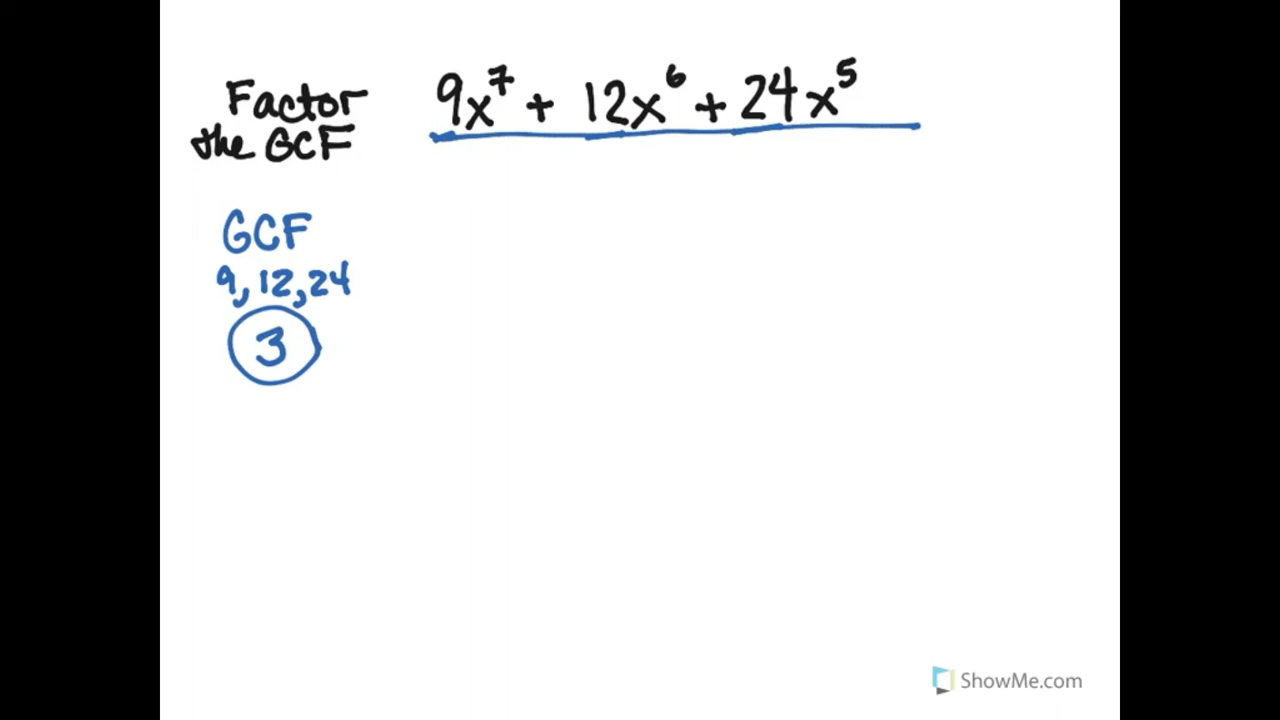 Factor
the GCF
9x⁷ + 12x⁶ + 24x⁵
GCF
9, 12, 24
3
ShowMe.com